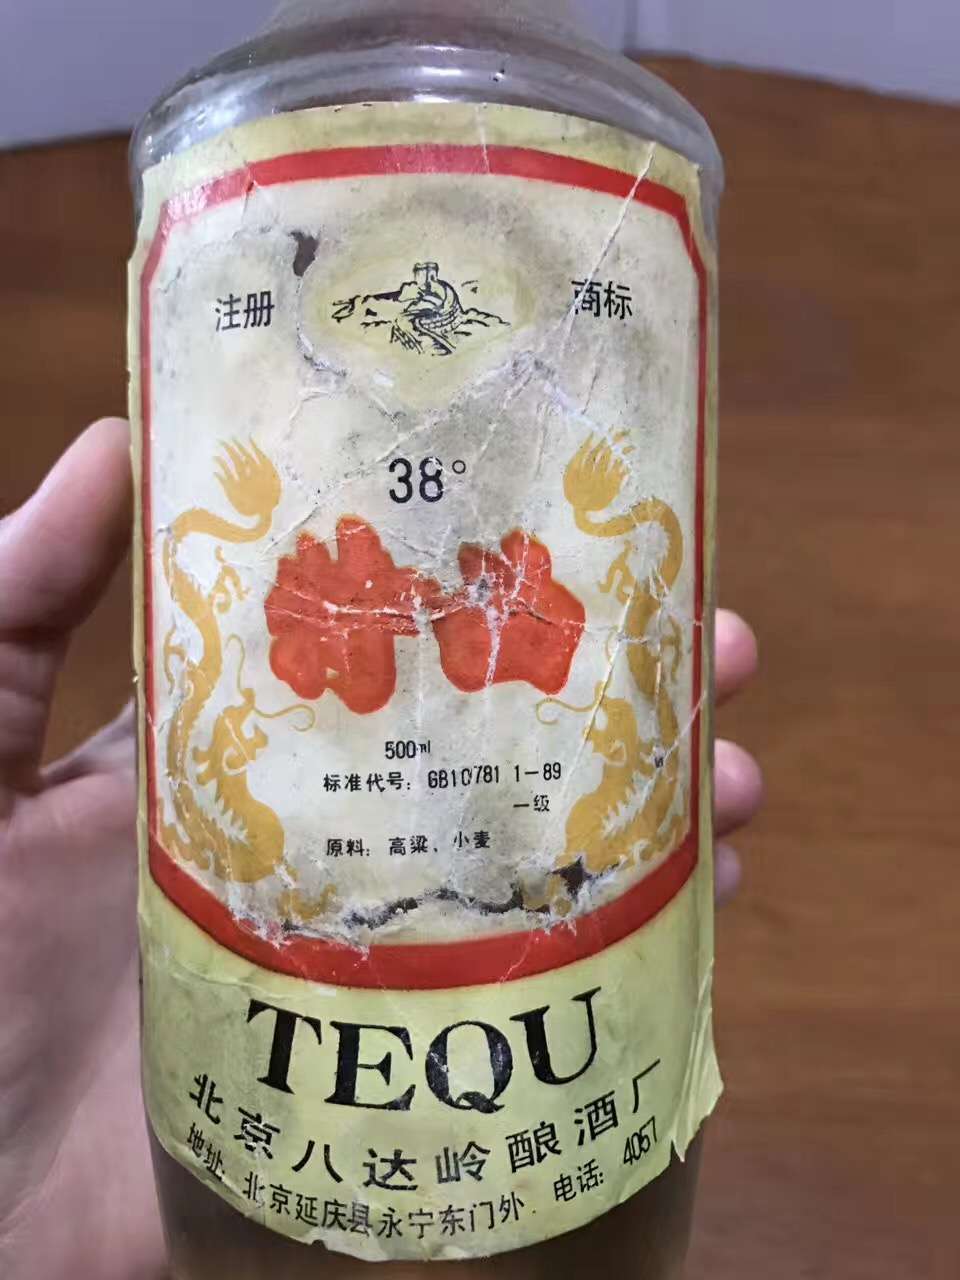 注册 商标
38°
特曲
500ml
标准代号：GB10781 1-89
一级
原料：高粱、小麦
TEQU
北京八达岭酿酒厂
地址：北京延庆县永宁东门外. 电话：4057